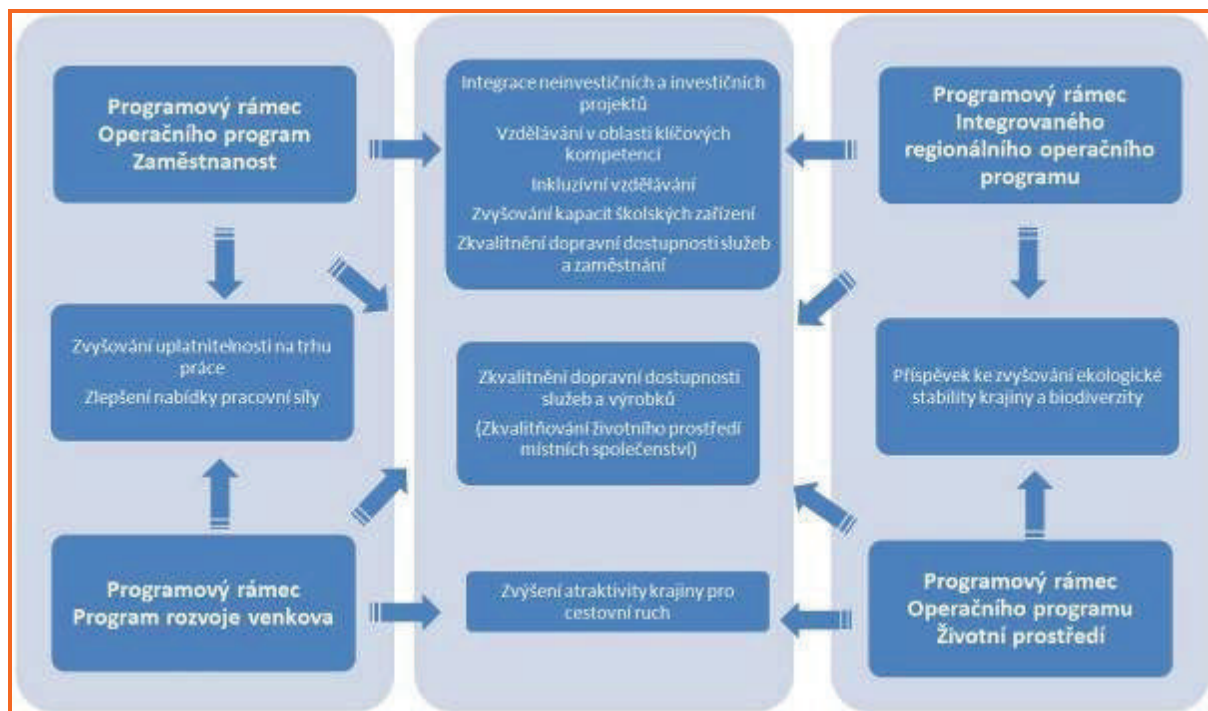 Programový rámec
Operačního program
Zaměstnanost
Zvyšování uplatnitelnosti na trhu
práce
Zlepšení nabídky pracovní síly
Programový rámec
Program rozvoje venkova
Integrace neinvestičních a investičních
projektů
Vzdělávání v oblasti klíčových
kompetencí
Inkluzívní vzdělávání
Zvyšování kapacit školských zařízení
Zkvalitnění dopravní dostupnosti služeb
a zaměstnání
Zkvalitnění dopravní dostupnosti
služeb a výrobků
(Zkvalitňování životního prostředí
místních společenství)
Zvýšení atraktivity krajiny pro
cestovní ruch
Programový rámec
Integrovaného
regionálního operačního
programu
Příspěvek ke zvyšování ekologické
stability krajiny a biodiverzity
Programový rámec
Operačního programu
Životní prostředí